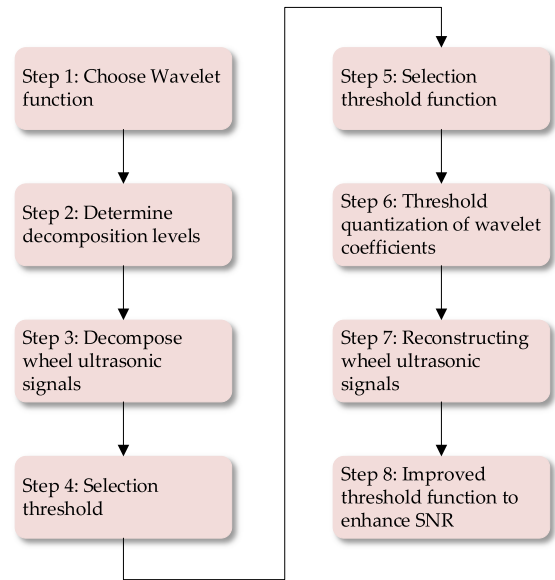 Step 1: Choose Wavelet
function
Step 2: Determine
decomposition levels
Step 3: Decompose
wheel ultrasonic
signals
Step 4: Selection
threshold
Step 5: Selection
threshold function
Step 6: Threshold
quantization of wavelet
coefficients
Step 7: Reconstructing
wheel ultrasonic
signals
Step 8: Improved
threshold function to
enhance SNR